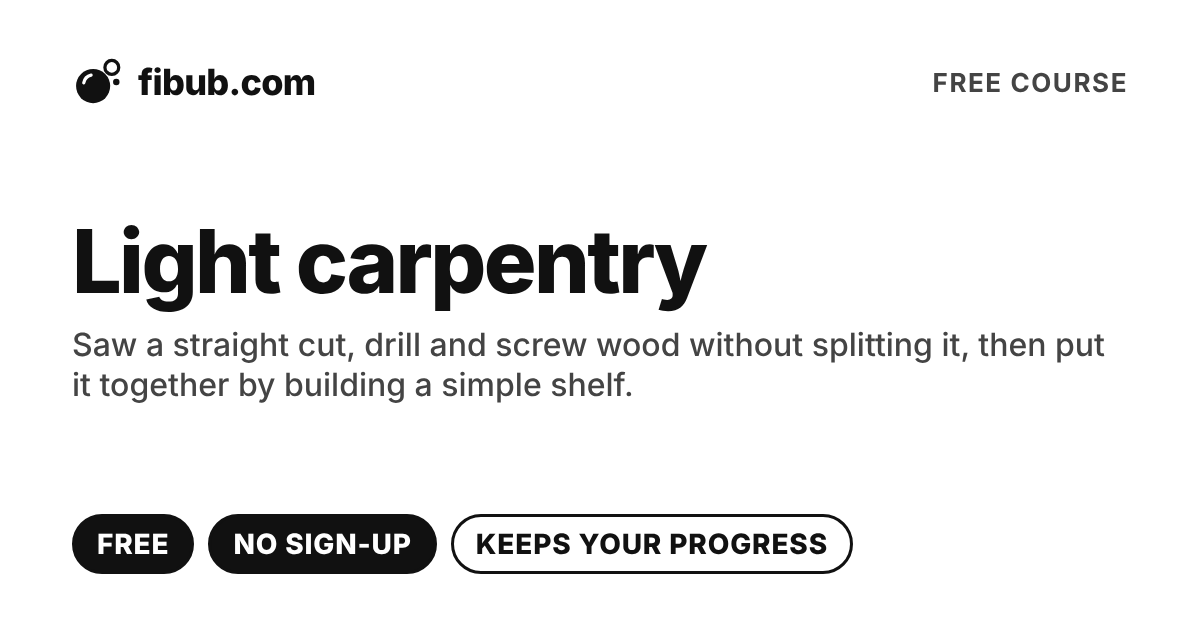 fibub.com
FREE COURSE
Light carpentry
Saw a straight cut, drill and screw wood without splitting it, then put
it together by building a simple shelf.
FREE
NO SIGN-UP
KEEPS YOUR PROGRESS